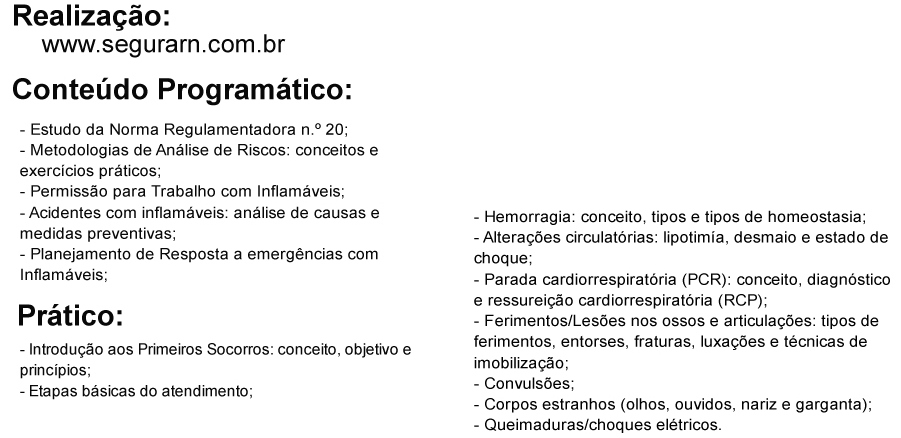 Realização:
www.segurarn.com.br
Conteúdo Programático:
- Estudo da Norma Regulamentadora n.º 20;
- Metodologias de Análise de Riscos: conceitos e
exercícios práticos;
- Permissão para Trabalho com Inflamáveis;
- Acidentes com inflamáveis: análise de causas e
medidas preventivas;
- Planejamento de Resposta a emergências com
Inflamáveis;
Prático:
- Introdução aos Primeiros Socorros: conceito, objetivo e
princípios;
- Etapas básicas do atendimento;
- Hemorragia: conceito, tipos e tipos de homeostasia;
- Alterações circulatórias: lipotimía, desmaio e estado de
choque;
- Parada cardiorrespiratória (PCR): conceito, diagnóstico
e ressureição cardiorrespiratória (RCP);
- Ferimentos/Lesões nos ossos e articulações: tipos de
ferimentos, entorses, fraturas, luxações e técnicas de
imobilização;
- Convulsões;
- Corpos estranhos (olhos, ouvidos, nariz e garganta);
- Queimaduras/choques elétricos.